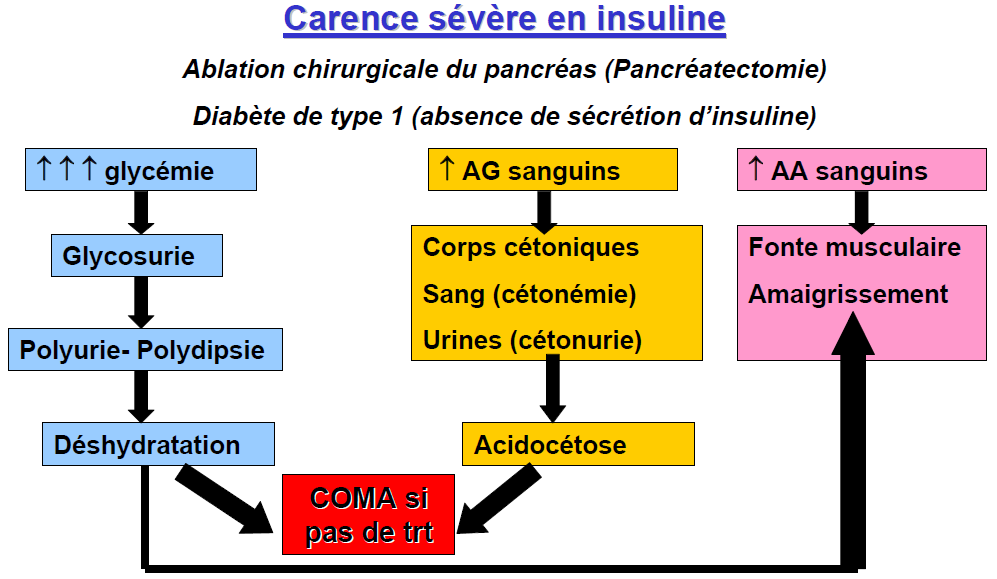 Carence sévère en insuline
Ablation chirurgicale du pancréas (Pancréatectomie)
Diabète de type 1 (absence de sécrétion d'insuline)
↑↑↑ glycémie
Glycosurie
Polyurie- Polydipsie
Déshydratation
↑ AG sanguins
Corps cétoniques
Sang (cétonémie)
Urines (cétonurie)
Acidocétose
COMA si
pas de trt
↑ AA sanguins
Fonte musculaire
Amaigrissement